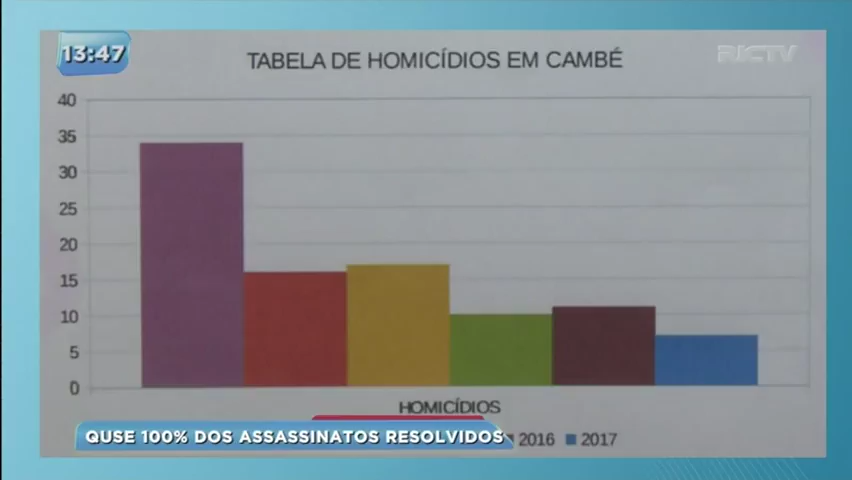 13:47
TABELA DE HOMICÍDIOS EM CAMBÉ
RICTV
40
35
30
25
20
15
10
5
0
HOMICÍDIOS
QUSE 100% DOS ASSASSINATOS RESOLVIDOS
2016 2017